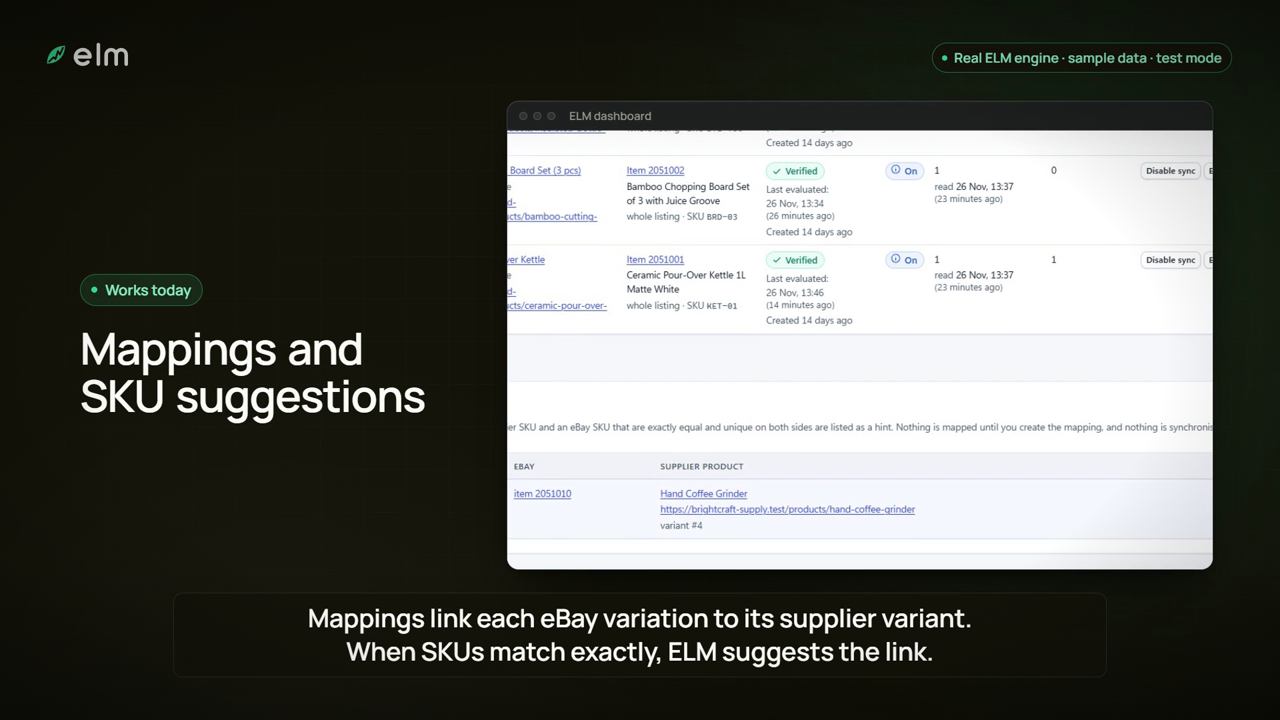 elm
Real ELM engine · sample data · test mode
ELM dashboard
Created 14 days ago
Board Set (3 pcs)
Item 2051002
Bamboo Chopping Board Set
of 3 with Juice Groove
whole listing · SKU BRD-03
ucts/bamboo-cutting-
Verified
Last evaluated:
26 Nov, 13:34
(26 minutes ago)
Created 14 days ago
On
1
read 26 Nov, 13:37
(23 minutes ago)
0
Disable sync
ver Kettle
Item 2051001
Ceramic Pour-Over Kettle 1L
Matte White
whole listing · SKU KET-01
ucts/ceramic-pour-over-
Verified
Last evaluated:
26 Nov, 13:46
(14 minutes ago)
Created 14 days ago
On
1
read 26 Nov, 13:37
(23 minutes ago)
1
Disable sync
Works today
Mappings and
SKU suggestions
er SKU and an eBay SKU that are exactly equal and unique on both sides are listed as a hint. Nothing is mapped until you create the mapping, and nothing is synchronis
EBAY SUPPLIER PRODUCT
item 2051010 Hand Coffee Grinder
https://brightcraft-supply.test/products/hand-coffee-grinder
variant #4
Mappings link each eBay variation to its supplier variant.
When SKUs match exactly, ELM suggests the link.